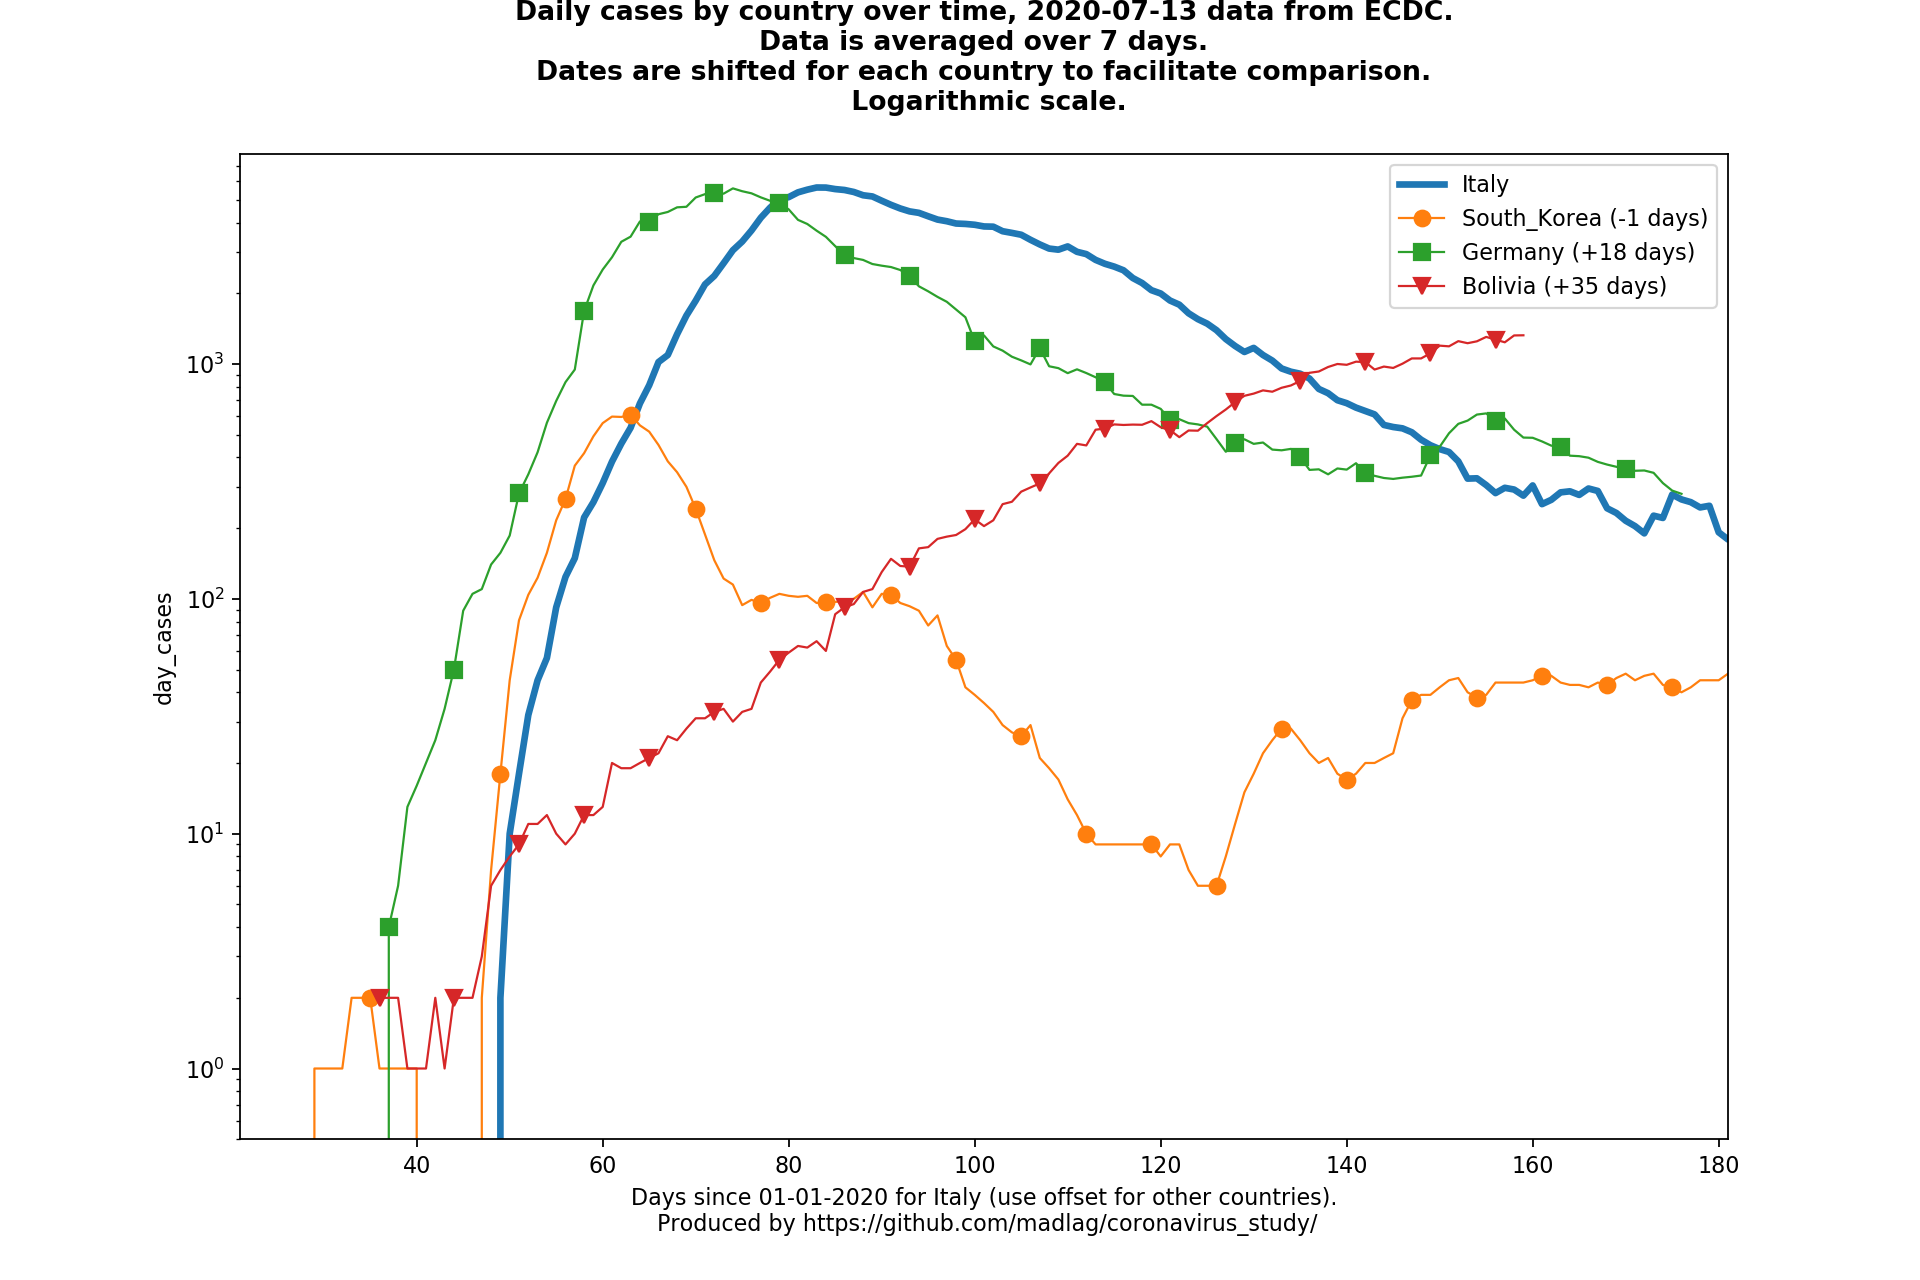 Daily cases by country over time, 2020-07-13 data from ECDC.
Data is averaged over 7 days.
Dates are shifted for each country to facilitate comparison.
Logarithmic scale.
Italy
South_Korea (-1 days)
Germany (+18 days)
Bolivia (+35 days)
day_cases
10³
10²
10¹
10⁰
40 60 80 100 120 140 160 180
Days since 01-01-2020 for Italy (use offset for other countries).
Produced by https://github.com/madlag/coronavirus_study/